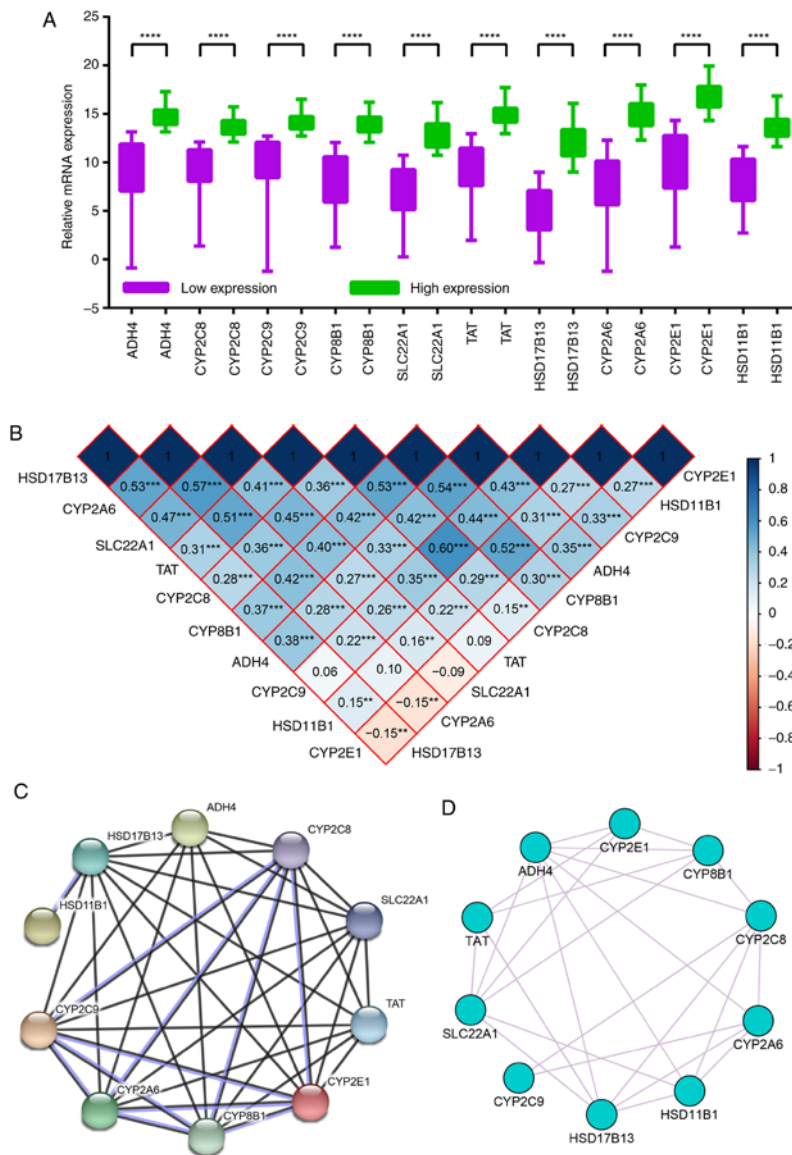 A
**** **** **** **** **** **** **** **** **** ****
Relative mRNA expression
25
20
15
10
5
0
−5
Low expression
High expression
ADH4
ADH4
CYP2C8
CYP2C8
CYP2C9
CYP2C9
CYP8B1
CYP8B1
SLC22A1
SLC22A1
TAT
TAT
HSD17B13
HSD17B13
CYP2A6
CYP2A6
CYP2E1
CYP2E1
HSD11B1
HSD11B1
B
1 1 1 1 1 1 1 1 1 1
HSD17B13 0.53*** 0.57*** 0.41*** 0.36*** 0.53*** 0.54*** 0.43*** 0.27*** 0.27*** CYP2E1
CYP2A6 0.47*** 0.51*** 0.45*** 0.42*** 0.42*** 0.44*** 0.31*** 0.33*** HSD11B1
SLC22A1 0.31*** 0.36*** 0.40*** 0.33*** 0.60*** 0.52*** 0.35*** CYP2C9
TAT 0.28*** 0.42*** 0.27*** 0.35*** 0.29*** 0.30*** ADH4
CYP2C8 0.37*** 0.28*** 0.26*** 0.22*** 0.15** CYP8B1
CYP8B1 0.38*** 0.22*** 0.16** 0.09 CYP2C8
ADH4 0.06 0.10 −0.09 TAT
CYP2C9 0.15** −0.15** SLC22A1
HSD11B1 −0.15** CYP2A6
CYP2E1 HSD17B13
1
0.8
0.6
0.4
0.2
0
−0.2
−0.4
−0.6
−0.8
−1
C
ADH4
HSD17B13
CYP2C8
HSD11B1
SLC22A1
TAT
CYP2C9
CYP2E1
CYP2A6
CYP8B1
D
CYP2E1
ADH4
CYP8B1
TAT
CYP2C8
SLC22A1
CYP2A6
CYP2C9
HSD11B1
HSD17B13